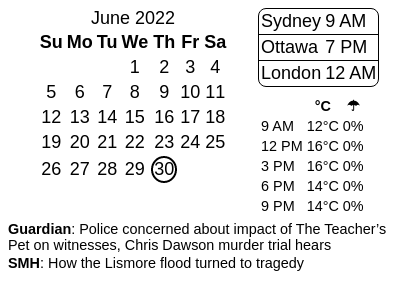 June 2022
Su Mo Tu We Th Fr Sa
1 2 3 4
5 6 7 8 9 10 11
12 13 14 15 16 17 18
19 20 21 22 23 24 25
26 27 28 29 30
Sydney 9 AM
Ottawa 7 PM
London 12 AM
°C ☂
9 AM 12°C 0%
12 PM 16°C 0%
3 PM 16°C 0%
6 PM 14°C 0%
9 PM 14°C 0%
Guardian: Police concerned about impact of The Teacher's
Pet on witnesses, Chris Dawson murder trial hears
SMH: How the Lismore flood turned to tragedy